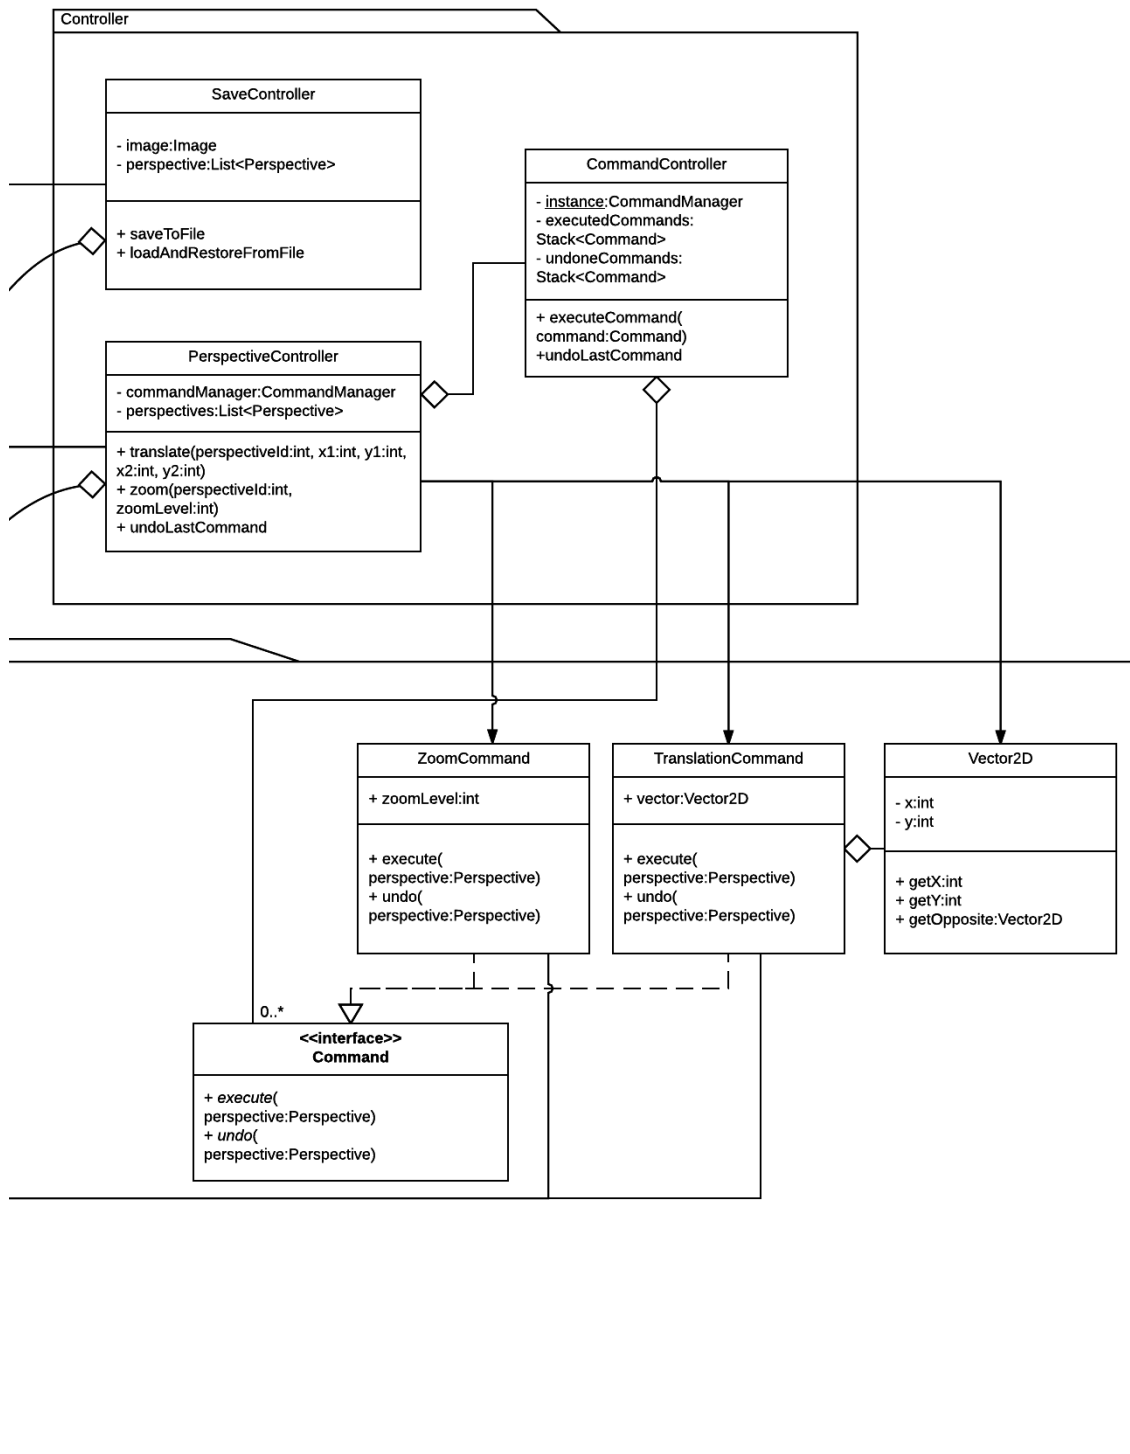 Controller
SaveController
- image:Image
- perspective:List<Perspective>
+ saveToFile
+ loadAndRestoreFromFile
CommandController
- instance:CommandManager
- executedCommands:
Stack<Command>
- undoneCommands:
Stack<Command>
+ executeCommand(
command:Command)
+undoLastCommand
PerspectiveController
- commandManager:CommandManager
- perspectives:List<Perspective>
+ translate(perspectiveId:int, x1:int, y1:int,
x2:int, y2:int)
+ zoom(perspectiveId:int,
zoomLevel:int)
+ undoLastCommand
ZoomCommand
+ zoomLevel:int
+ execute(
perspective:Perspective)
+ undo(
perspective:Perspective)
TranslationCommand
+ vector:Vector2D
+ execute(
perspective:Perspective)
+ undo(
perspective:Perspective)
Vector2D
- x:int
- y:int
+ getX:int
+ getY:int
+ getOpposite:Vector2D
0..*
<<interface>>
Command
+ execute(
perspective:Perspective)
+ undo(
perspective:Perspective)